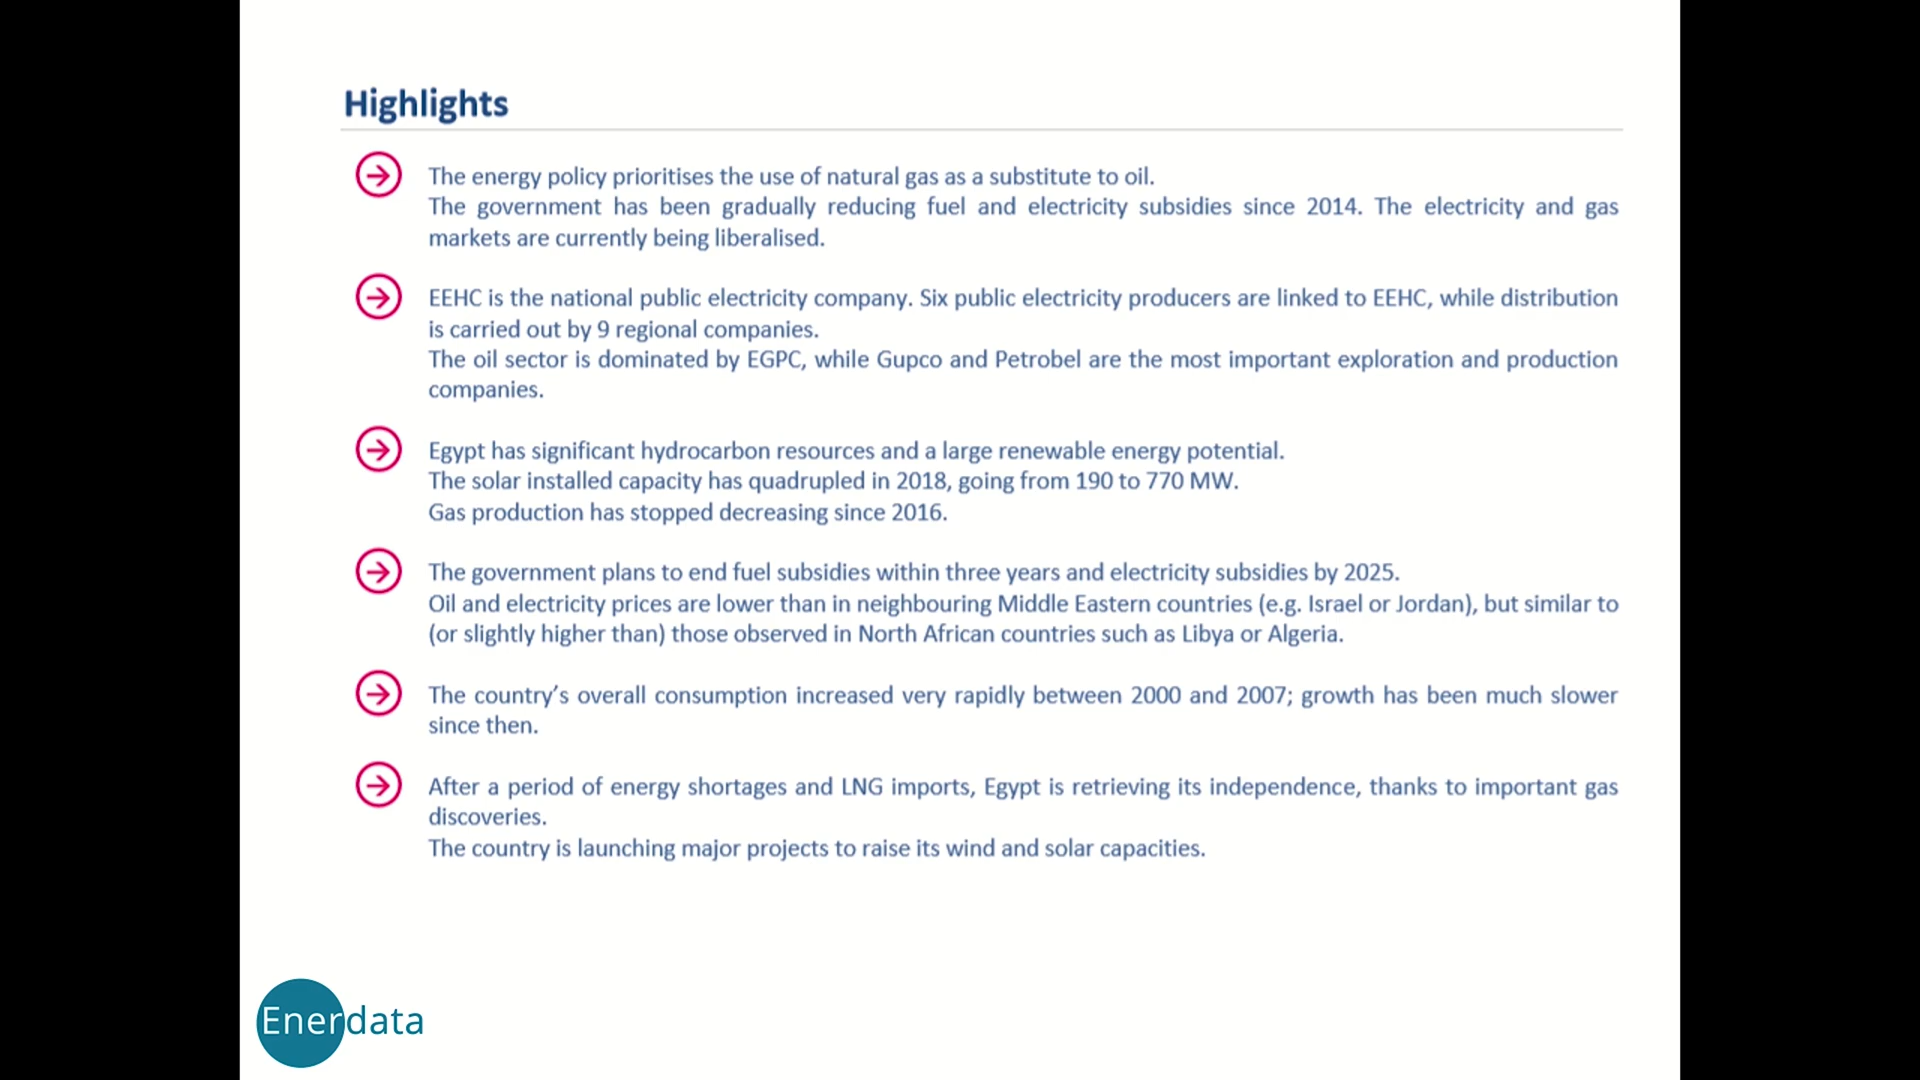 Highlights
The energy policy prioritises the use of natural gas as a substitute to oil.
The government has been gradually reducing fuel and electricity subsidies since 2014. The electricity and gas
markets are currently being liberalised.
EEHC is the national public electricity company. Six public electricity producers are linked to EEHC, while distribution
is carried out by 9 regional companies.
The oil sector is dominated by EGPC, while Gupco and Petrobel are the most important exploration and production
companies.
Egypt has significant hydrocarbon resources and a large renewable energy potential.
The solar installed capacity has quadrupled in 2018, going from 190 to 770 MW.
Gas production has stopped decreasing since 2016.
The government plans to end fuel subsidies within three years and electricity subsidies by 2025.
Oil and electricity prices are lower than in neighbouring Middle Eastern countries (e.g. Israel or Jordan), but similar to
(or slightly higher than) those observed in North African countries such as Libya or Algeria.
The country’s overall consumption increased very rapidly between 2000 and 2007; growth has been much slower
since then.
After a period of energy shortages and LNG imports, Egypt is retrieving its independence, thanks to important gas
discoveries.
The country is launching major projects to raise its wind and solar capacities.
Enerdata